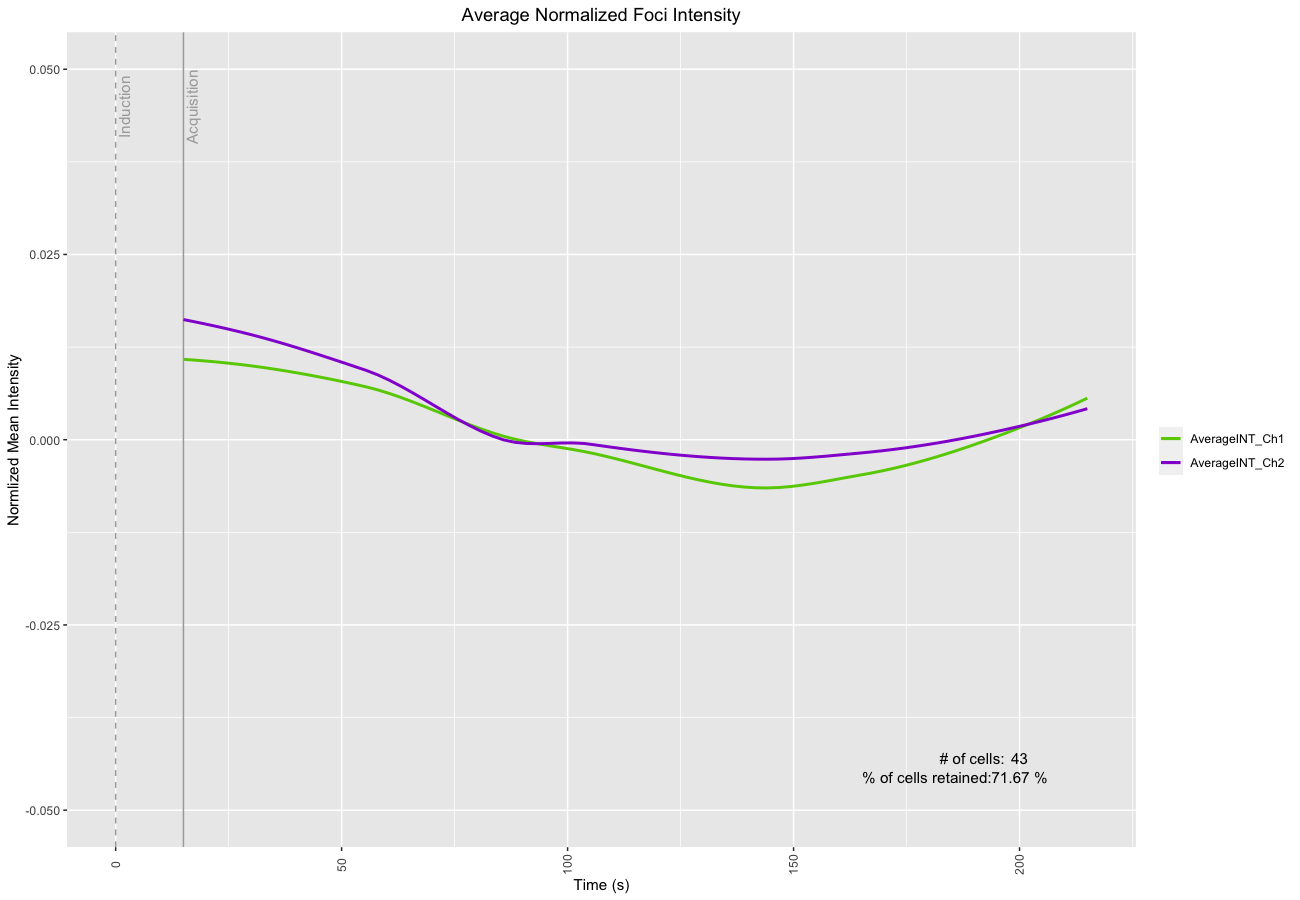 Average Normalized Foci Intensity
Induction
Acquisition
0.050
0.025
0.000
-0.025
-0.050
Normlized Mean Intensity
0
50
100
150
200
Time (s)
# of cells: 43
% of cells retained:71.67 %
AverageINT_Ch1
AverageINT_Ch2